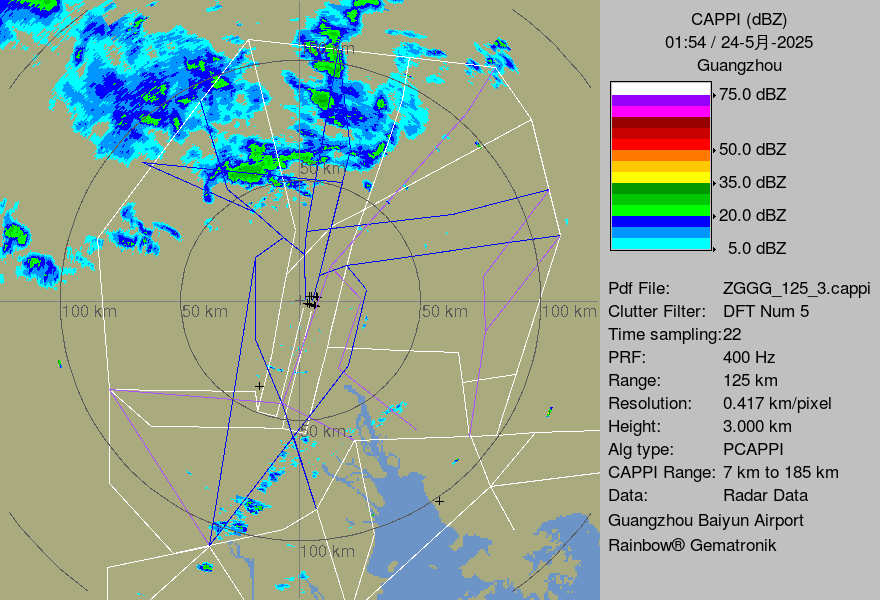 CAPPI (dBZ)
01:54 / 24-5月-2025
Guangzhou
75.0 dBZ
50.0 dBZ
35.0 dBZ
20.0 dBZ
5.0 dBZ
Pdf File: ZGGG_125_3.cappi
Clutter Filter: DFT Num 5
Time sampling:22
PRF: 400 Hz
Range: 125 km
Resolution: 0.417 km/pixel
Height: 3.000 km
Alg type: PCAPPI
CAPPI Range: 7 km to 185 km
Data: Radar Data
Guangzhou Baiyun Airport
Rainbow® Gematronik
50 km
100 km
50 km
50 km
100 km
50 km
100 km